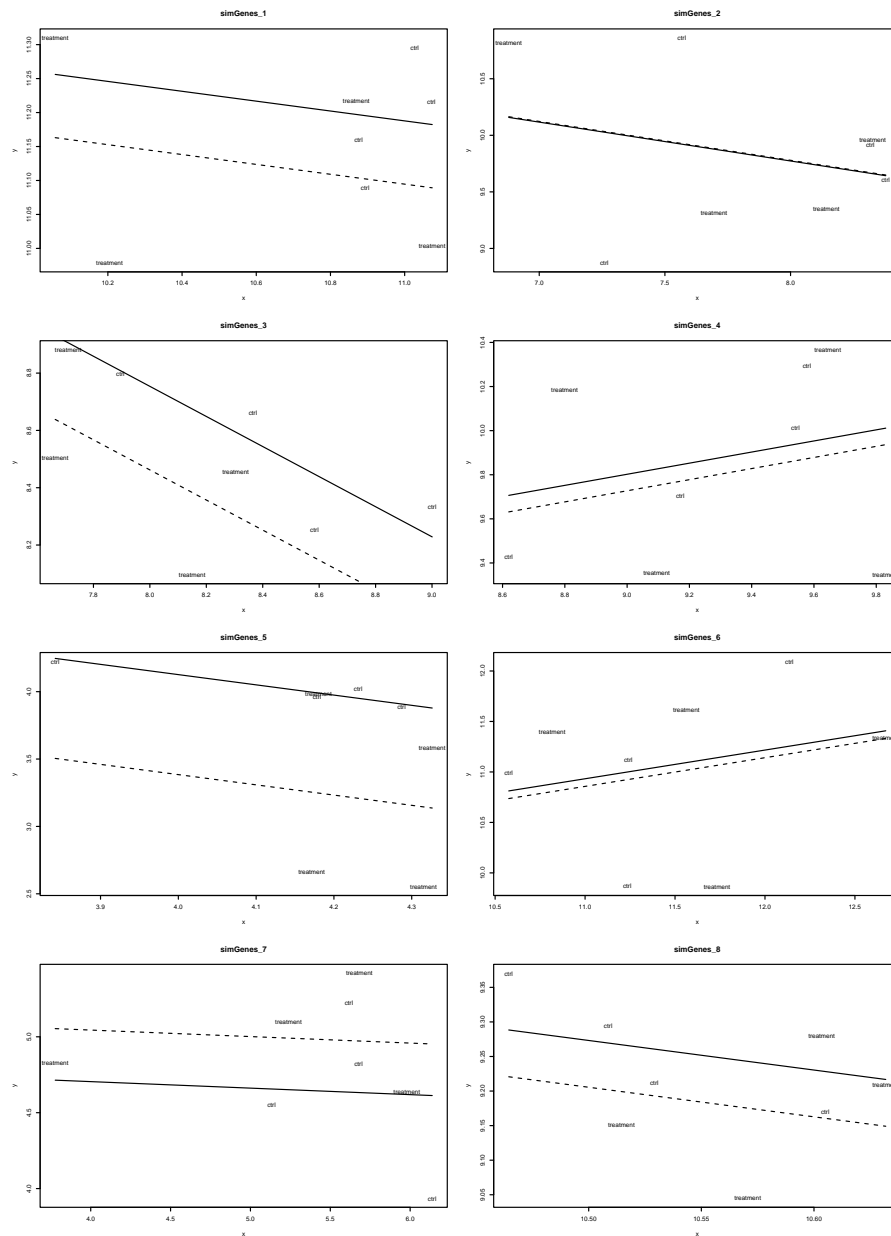 simGenes_1
simGenes_2
treatment
ctrl
treatment
ctrl
ctrl
treatment
ctrl
treatment
11.00 11.05 11.10 11.15 11.20 11.25 11.30
y
10.2 10.4 10.6 10.8 11.0
x
treatment
ctrl
treatment
ctrl
ctrl
treatment
treatment
ctrl
9.0 9.5 10.0 10.5
y
7.0 7.5 8.0
x
simGenes_3
simGenes_4
treatment
ctrl
ctrl
treatment
treatment
ctrl
ctrl
treatment
8.2 8.4 8.6 8.8
y
7.8 8.0 8.2 8.4 8.6 8.8 9.0
x
treatment
ctrl
treatment
ctrl
ctrl
ctrl
treatment
treatm
9.4 9.6 9.8 10.0 10.2 10.4
y
8.6 8.8 9.0 9.2 9.4 9.6 9.8
x
simGenes_5
simGenes_6
ctrl
treatment
ctrl
ctrl
ctrl
treatment
treatment
treatment
2.5 3.0 3.5 4.0
y
3.9 4.0 4.1 4.2 4.3
x
ctrl
treatment
treatment
treatm
ctrl
ctrl
ctrl
treatment
10.0 10.5 11.0 11.5 12.0
y
10.5 11.0 11.5 12.0 12.5
x
simGenes_7
simGenes_8
treatment
ctrl
treatment
treatment
ctrl
treatment
ctrl
ctrl
4.0 4.5 5.0
y
4.0 4.5 5.0 5.5 6.0
x
ctrl
ctrl
treatment
ctrl
treatm
ctrl
treatment
treatment
9.05 9.10 9.15 9.20 9.25 9.30 9.35
y
10.50 10.55 10.60
x